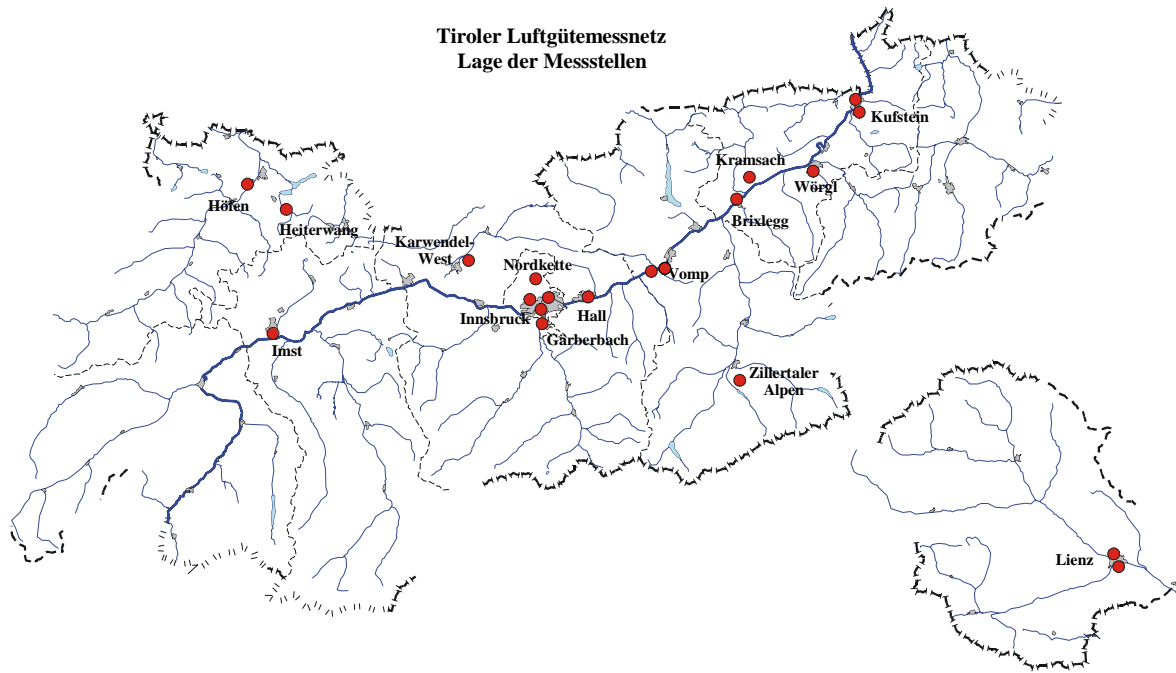 Tiroler Luftgütemessnetz
Lage der Messstellen
Kufstein
Kramsach
Wörgl
Höfen
Brixlegg
Heiterwang
Karwendel-
West
Nordkette
Vomp
Innsbruck
Hall
Gärberbach
Imst
Zillertaler
Alpen
Lienz